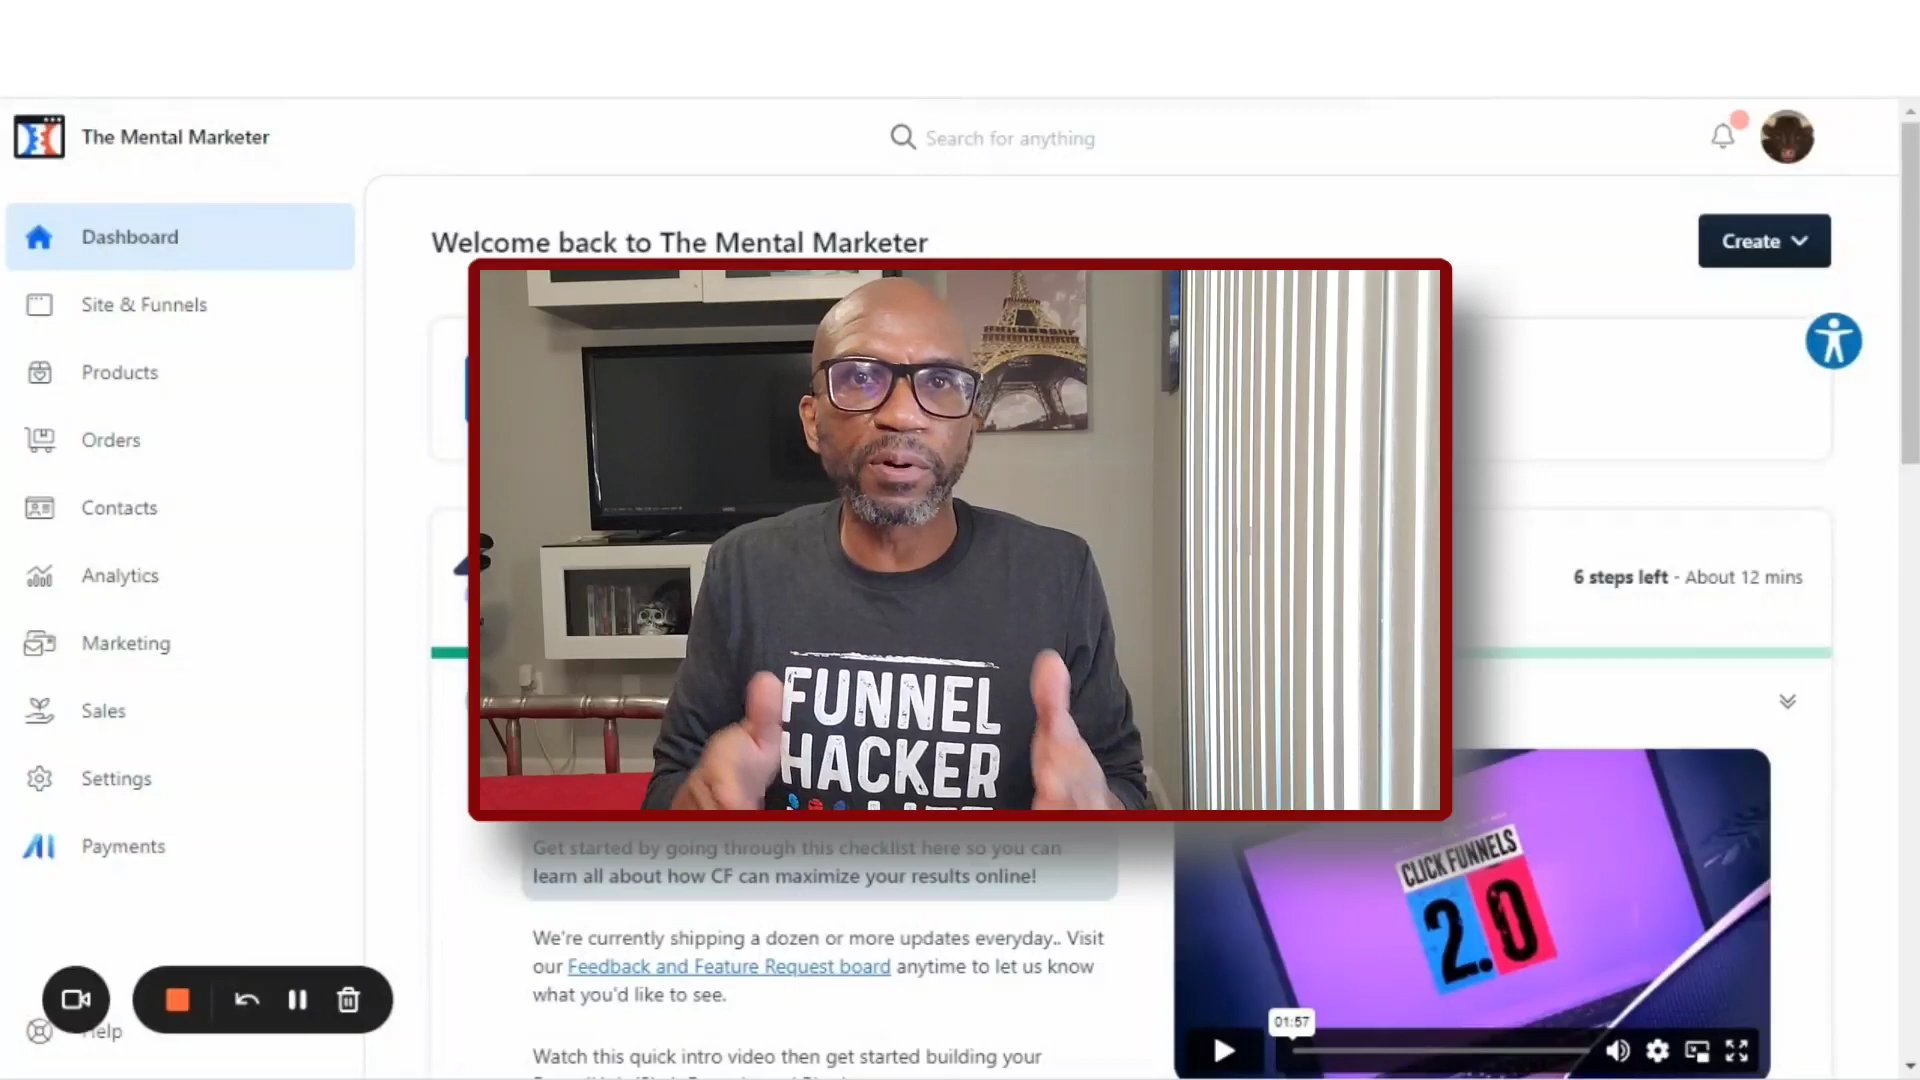 The Mental Marketer
Search for anything
Dashboard
Welcome back to The Mental Marketer
Create
Site & Funnels
Products
Orders
Contacts
Analytics
6 steps left - About 12 mins
Marketing
Sales
Settings
Payments
FUNNEL
HACKER
Get started by going through this checklist here so you can
learn all about how CF can maximize your results online!
CLICK FUNNELS
2.0
We're currently shipping a dozen or more updates everyday.. Visit
our Feedback and Feature Request board anytime to let us know
what you'd like to see.
01:57
Help
Watch this quick intro video then get started building your